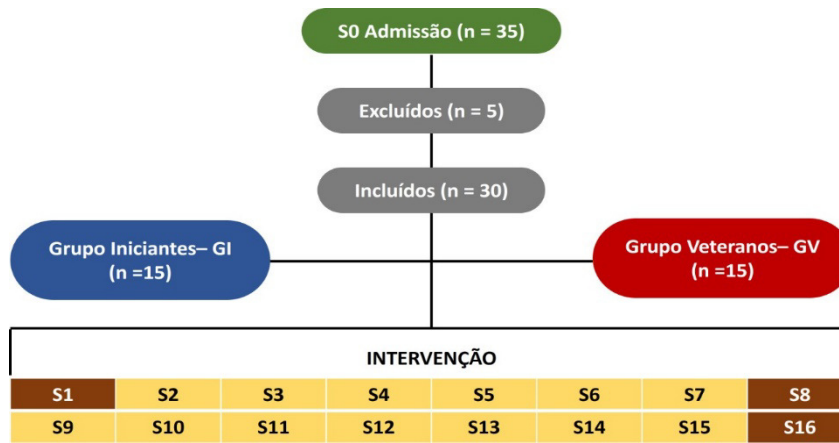 S0 Admissão (n = 35)
Excluídos (n = 5)
Incluídos (n = 30)
Grupo Iniciantes– GI
(n =15)
Grupo Veteranos– GV
(n =15)
INTERVENÇÃO
S1 S2 S3 S4 S5 S6 S7 S8
S9 S10 S11 S12 S13 S14 S15 S16